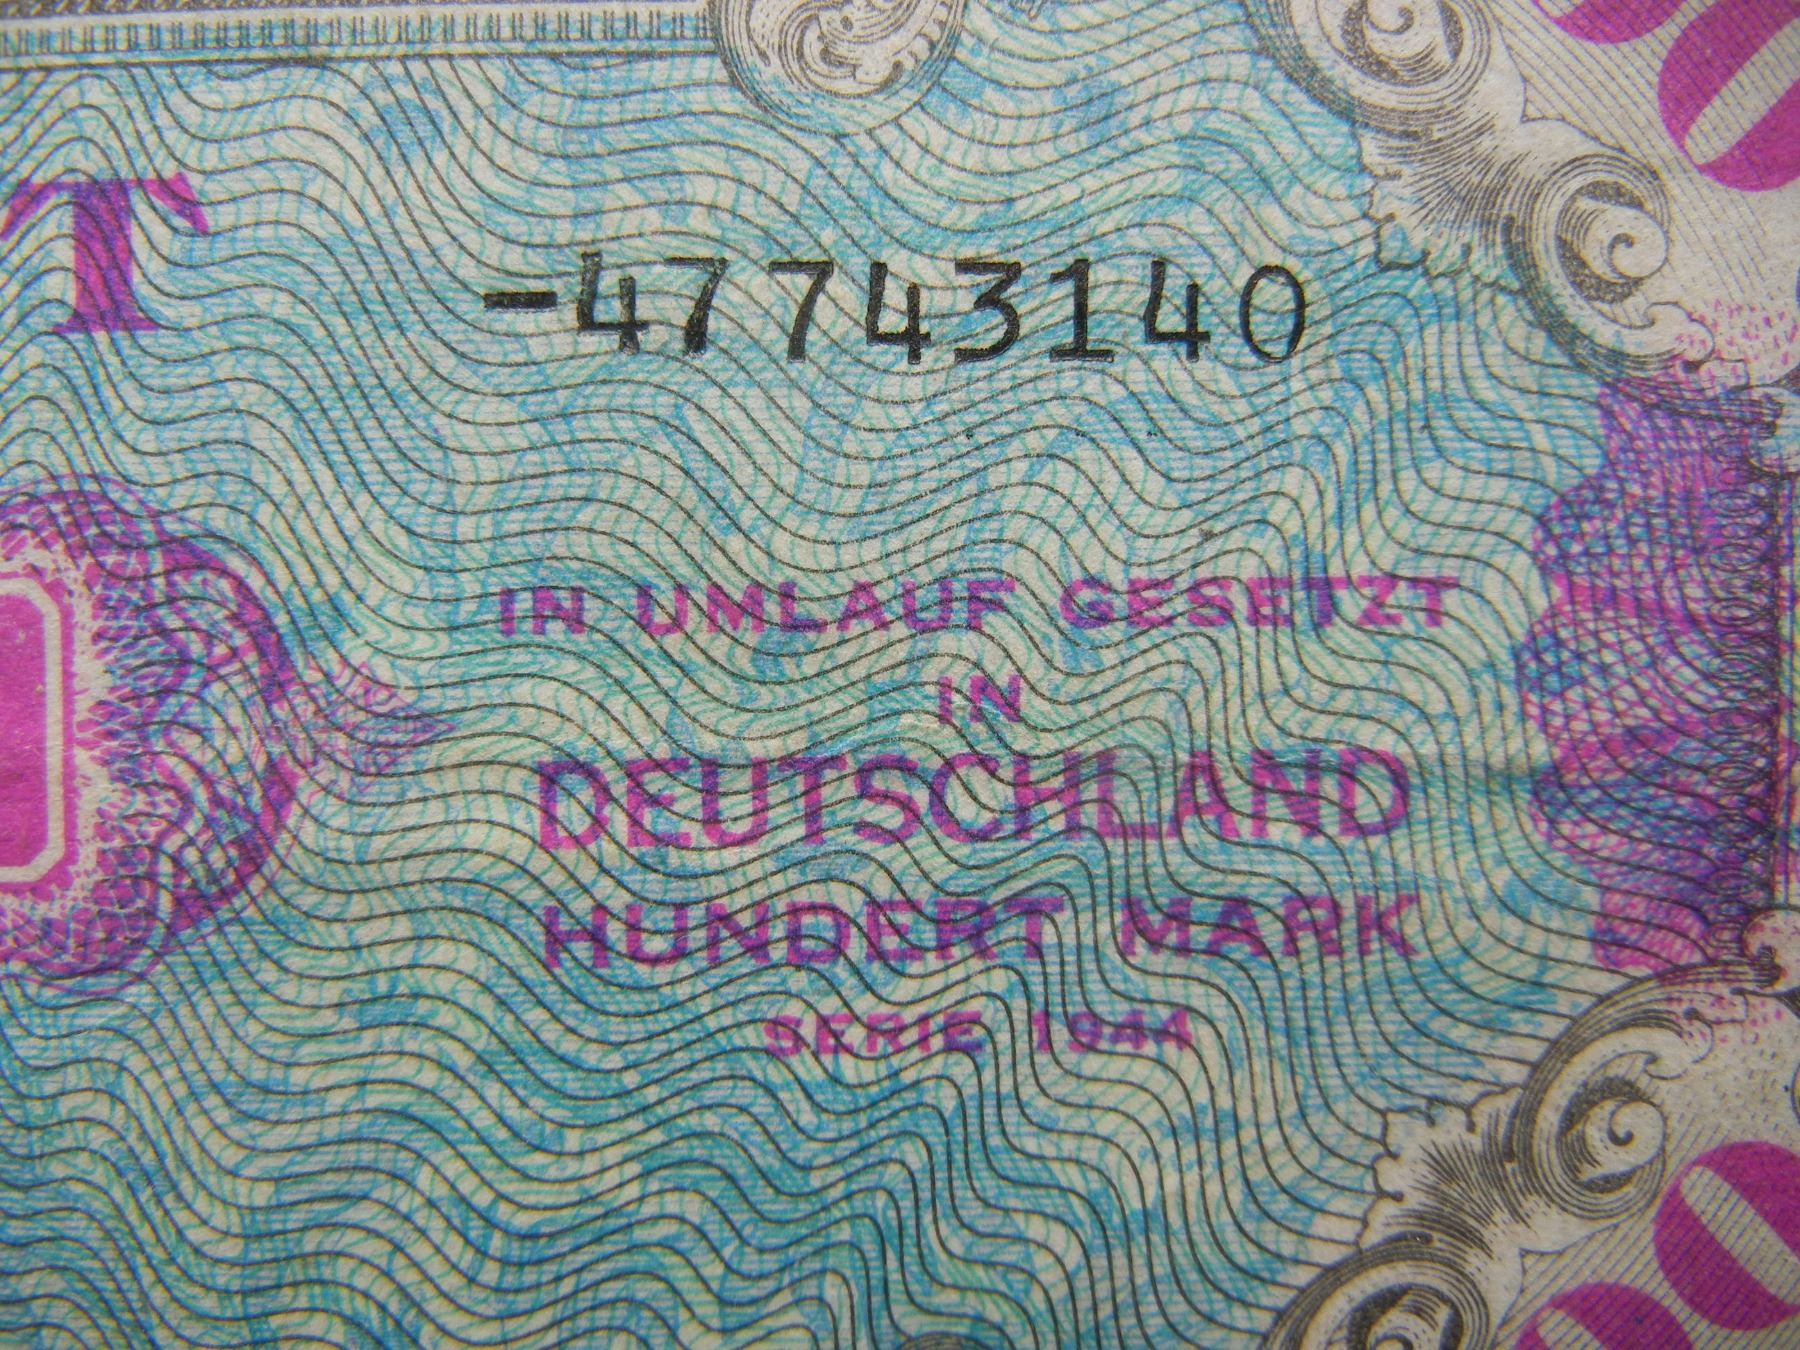 T
-47743140
IN UMLAUF GESETZT
IN
DEUTSCHLAND
HUNDERT MARK
SERIE 1944